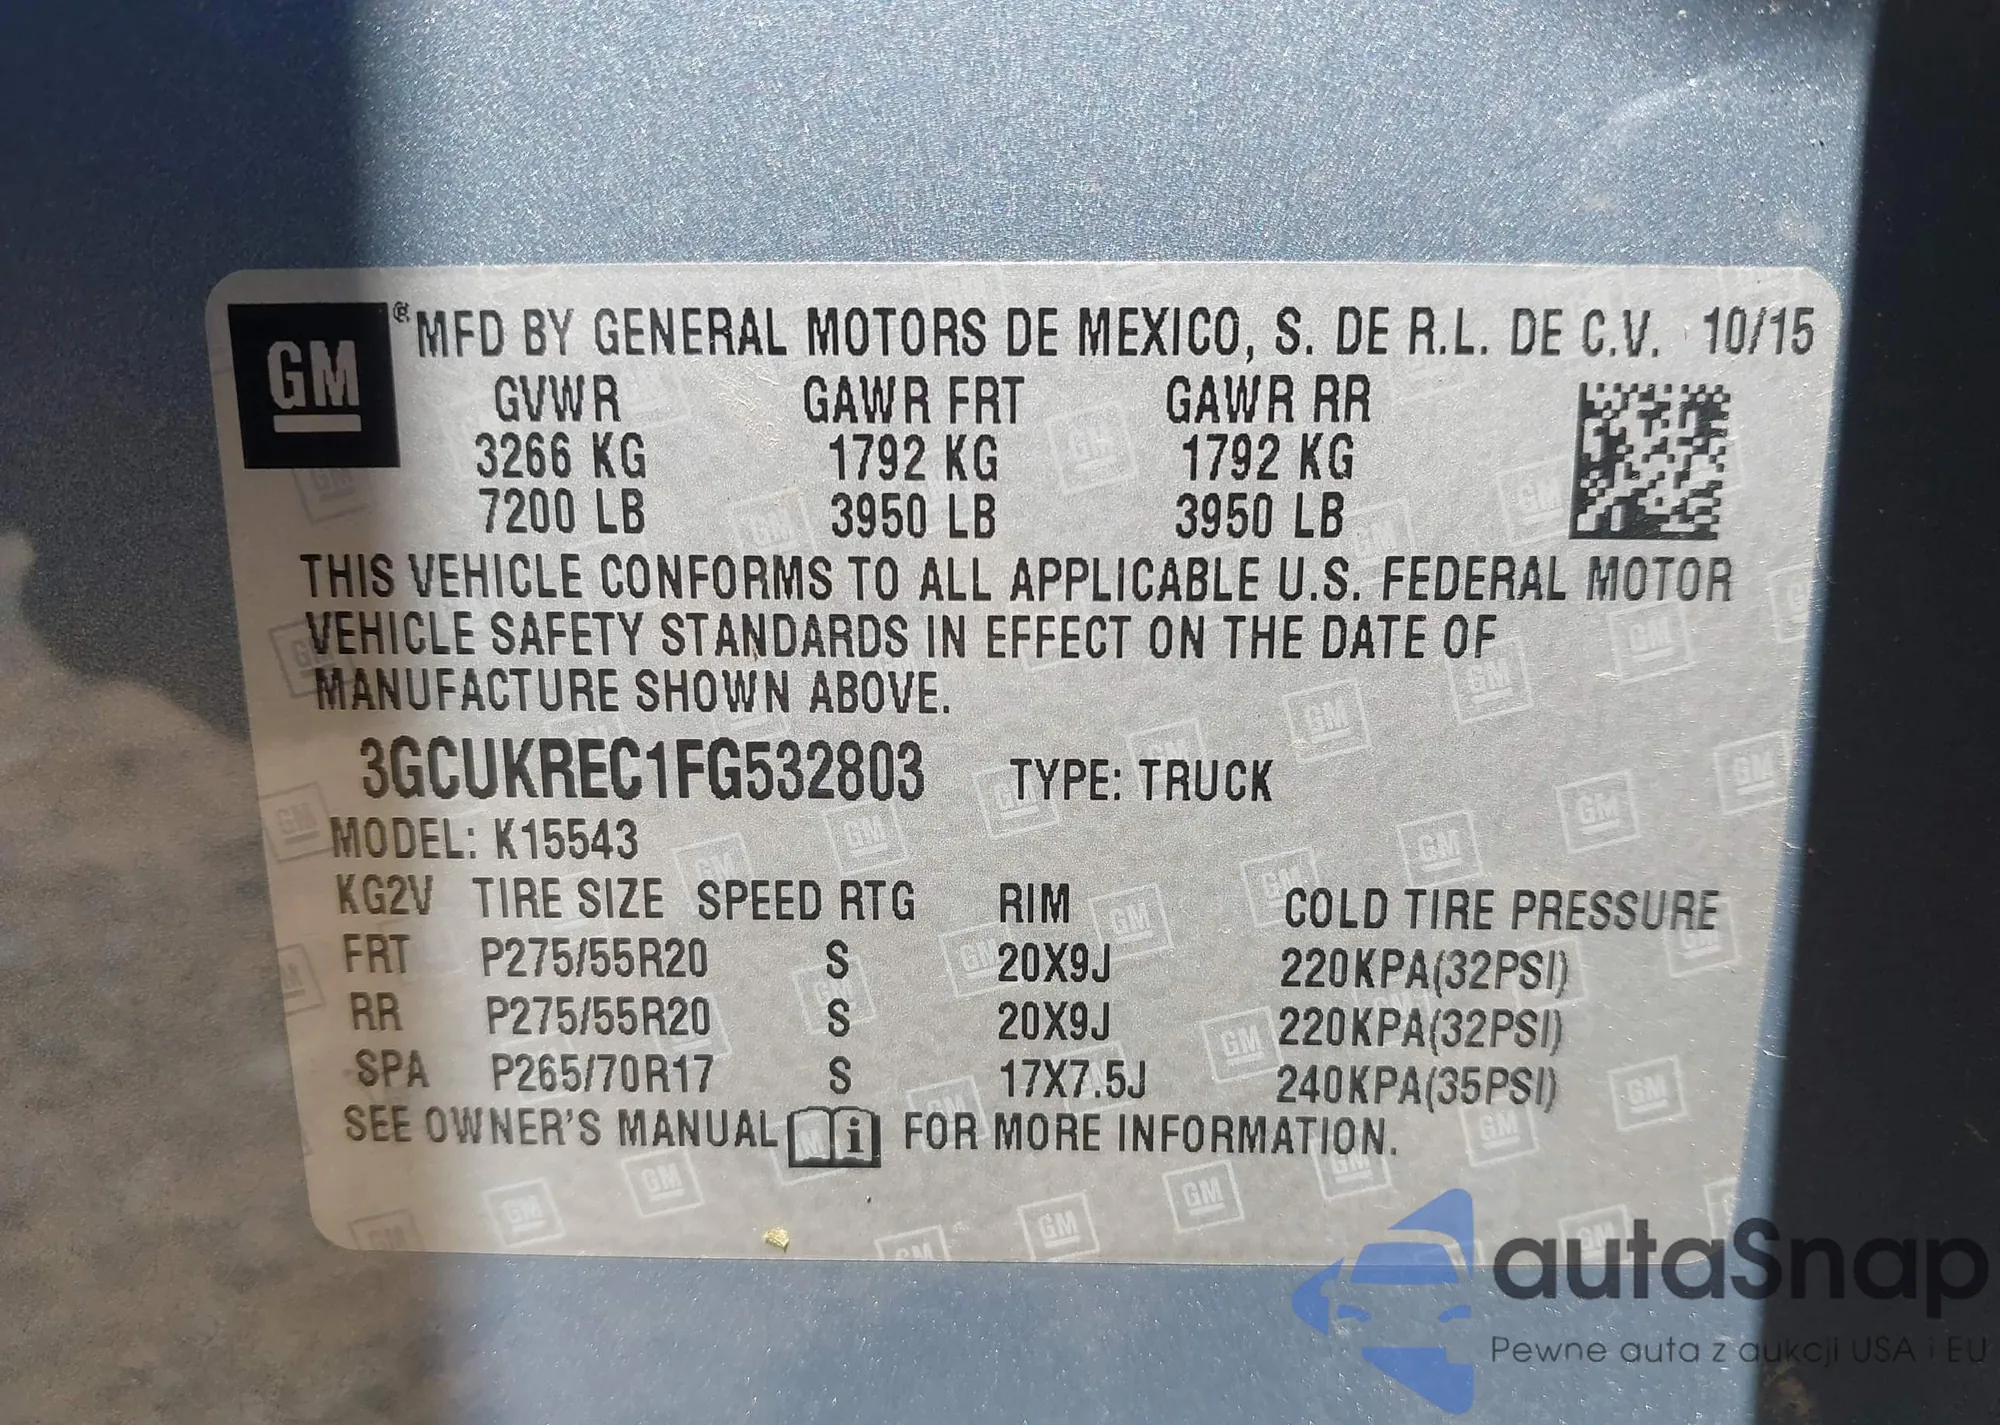 GM ® MFD BY GENERAL MOTORS DE MEXICO, S. DE R.L. DE C.V. 10/15
GVWR GAWR FRT GAWR RR
3266 KG 1792 KG 1792 KG
7200 LB 3950 LB 3950 LB
THIS VEHICLE CONFORMS TO ALL APPLICABLE U.S. FEDERAL MOTOR
VEHICLE SAFETY STANDARDS IN EFFECT ON THE DATE OF
MANUFACTURE SHOWN ABOVE.
3GCUKREC1FG532803 TYPE: TRUCK
MODEL: K15543
KG2V TIRE SIZE SPEED RTG RIM COLD TIRE PRESSURE
FRT P275/55R20 S 20X9J 220KPA(32PSI)
RR P275/55R20 S 20X9J 220KPA(32PSI)
SPA P265/70R17 S 17X7.5J 240KPA(35PSI)
SEE OWNER'S MANUAL i FOR MORE INFORMATION.
autaSnap
Pewne auta z aukcji USA i EU